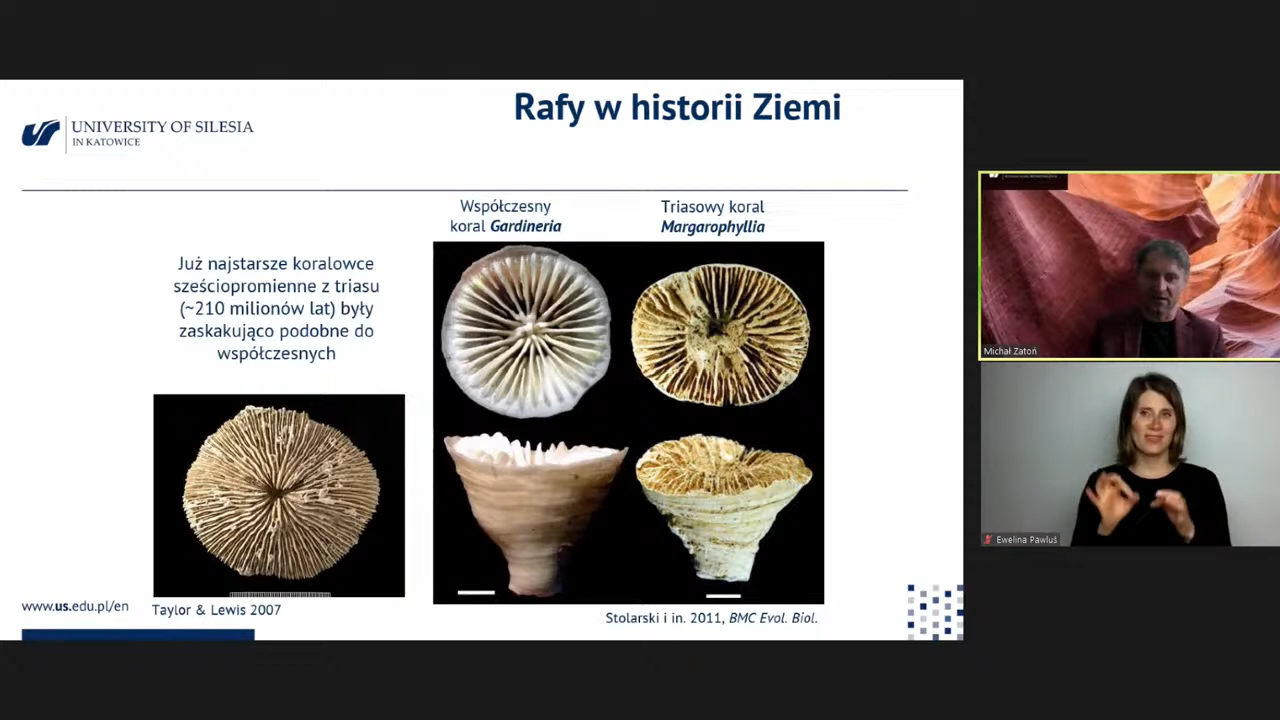 Rafy w historii Ziemi
UNIVERSITY OF SILESIA
IN KATOWICE
Współczesny
koral Gardineria
Triasowy koral
Margarophyllia
Już najstarsze koralowce
sześciopromienne z triasu
(~210 milionów lat) były
zaskakująco podobne do
współczesnych
www.us.edu.pl/en
Taylor & Lewis 2007
Stolarski i in. 2011, BMC Evol. Biol.
Michał Zatoń
Ewelina Pawluś